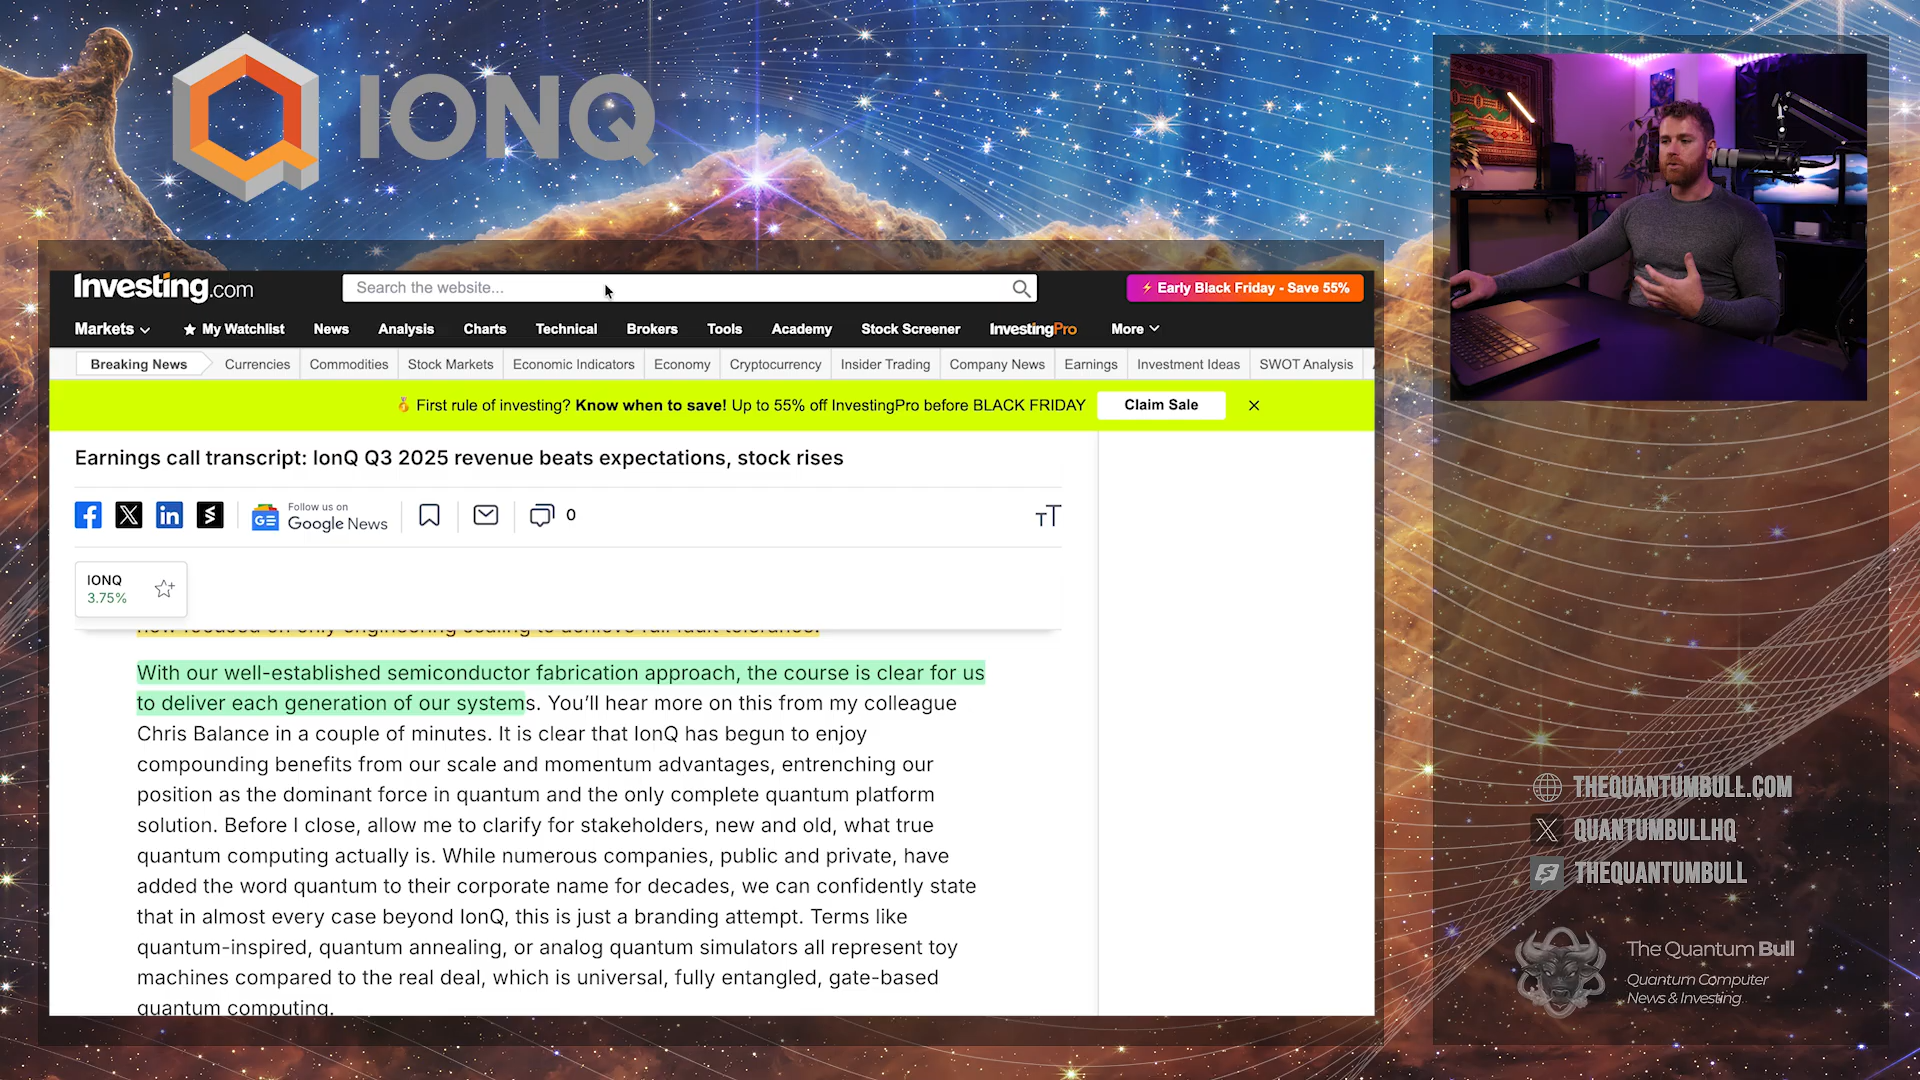 IONQ
Investing.com
Search the website...
⚡ Early Black Friday - Save 55%
Markets
My Watchlist
News
Analysis
Charts
Technical
Brokers
Tools
Academy
Stock Screener
InvestingPro
More
Breaking News
Currencies
Commodities
Stock Markets
Economic Indicators
Economy
Cryptocurrency
Insider Trading
Company News
Earnings
Investment Ideas
SWOT Analysis
First rule of investing? Know when to save! Up to 55% off InvestingPro before BLACK FRIDAY
Claim Sale
Earnings call transcript: IonQ Q3 2025 revenue beats expectations, stock rises
Follow us on
Google News
0
TT
IONQ
3.75%
now focused on only engineering scaling to achieve full fault tolerance.
With our well-established semiconductor fabrication approach, the course is clear for us
to deliver each generation of our systems. You'll hear more on this from my colleague
Chris Balance in a couple of minutes. It is clear that IonQ has begun to enjoy
compounding benefits from our scale and momentum advantages, entrenching our
position as the dominant force in quantum and the only complete quantum platform
solution. Before I close, allow me to clarify for stakeholders, new and old, what true
quantum computing actually is. While numerous companies, public and private, have
added the word quantum to their corporate name for decades, we can confidently state
that in almost every case beyond IonQ, this is just a branding attempt. Terms like
quantum-inspired, quantum annealing, or analog quantum simulators all represent toy
machines compared to the real deal, which is universal, fully entangled, gate-based
quantum computing.
THEQUANTUMBULL.COM
QUANTUMBULLHQ
THEQUANTUMBULL
The Quantum Bull
Quantum Computer
News & Investing